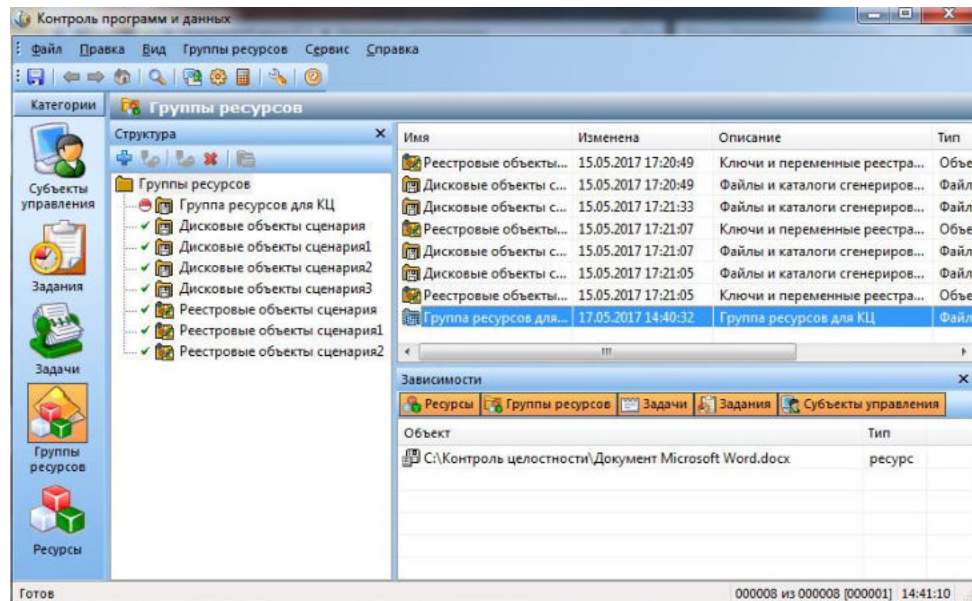 Контроль программ и данных
Файл Правка Вид Группы ресурсов Сервис Справка
Категории
Группы ресурсов
Субъекты управления
Задания
Задачи
Группы ресурсов
Ресурсы
Структура
Группы ресурсов
Группа ресурсов для КЦ
Дисковые объекты сценария
Дисковые объекты сценария1
Дисковые объекты сценария2
Дисковые объекты сценария3
Реестровые объекты сценария
Реестровые объекты сценария1
Реестровые объекты сценария2
Имя Изменена Описание Тип
Реестровые объекты... 15.05.2017 17:20:49 Ключи и переменные реестра... Объе
Дисковые объекты с... 15.05.2017 17:20:49 Файлы и каталоги сгенериров... Файл
Дисковые объекты с... 15.05.2017 17:21:33 Файлы и каталоги сгенериров... Файл
Реестровые объекты... 15.05.2017 17:21:07 Ключи и переменные реестра... Объе
Дисковые объекты с... 15.05.2017 17:21:07 Файлы и каталоги сгенериров... Файл
Дисковые объекты с... 15.05.2017 17:21:05 Файлы и каталоги сгенериров... Файл
Реестровые объекты... 15.05.2017 17:21:05 Ключи и переменные реестра... Объе
Группа ресурсов для... 17.05.2017 14:40:32 Группа ресурсов для КЦ Файл
Зависимости
Ресурсы Группы ресурсов Задачи Задания Субъекты управления
Объект Тип
C:\Контроль целостности\Документ Microsoft Word.docx ресурс
Готов 000008 из 000008 [000001] 14:41:10